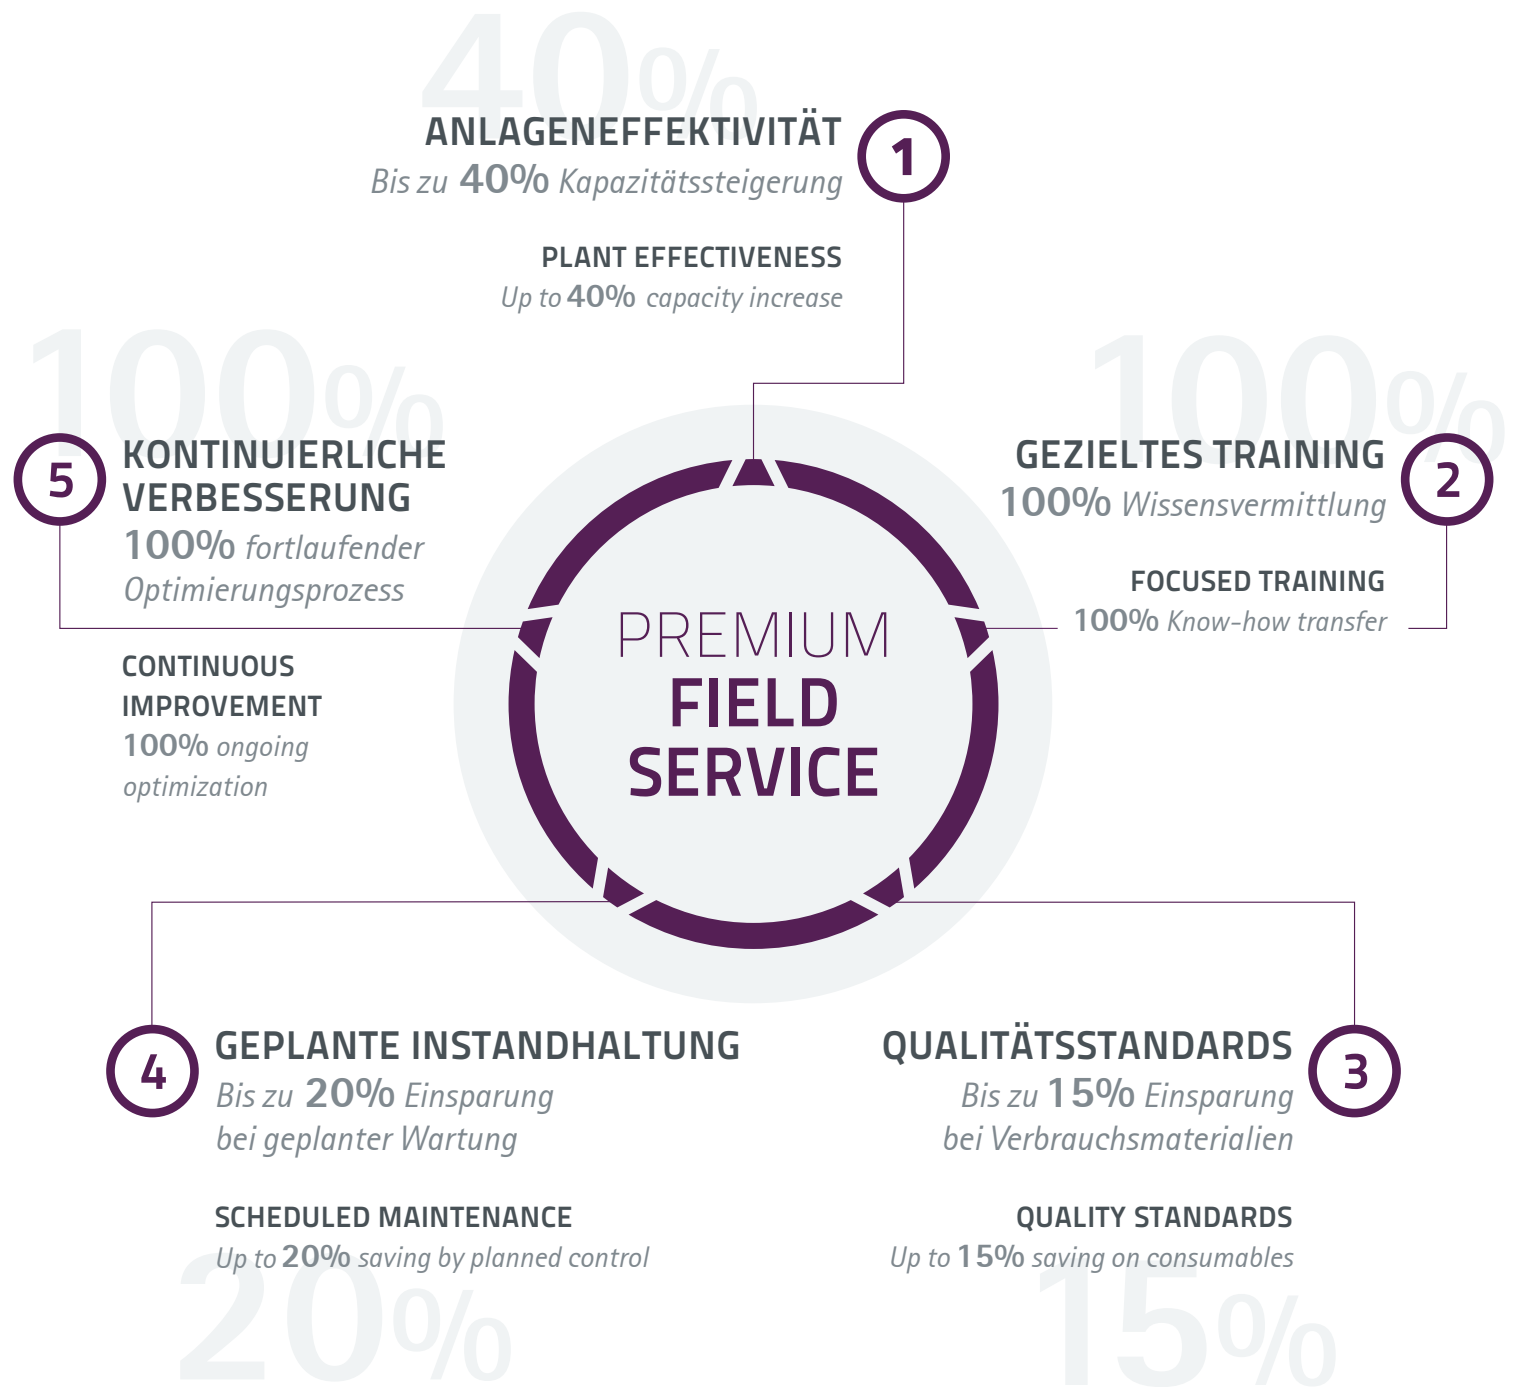 40%
ANLAGENEFFEKTIVITÄT
Bis zu 40% Kapazitätssteigerung
PLANT EFFECTIVENESS
Up to 40% capacity increase
1
100%
GEZIELTES TRAINING
100% Wissensvermittlung
FOCUSED TRAINING
100% Know-how transfer
2
100%
5
KONTINUIERLICHE
VERBESSERUNG
100% fortlaufender
Optimierungsprozess
CONTINUOUS
IMPROVEMENT
100% ongoing
optimization
PREMIUM
FIELD
SERVICE
4
GEPLANTE INSTANDHALTUNG
Bis zu 20% Einsparung
bei geplanter Wartung
SCHEDULED MAINTENANCE
Up to 20% saving by planned control
20%
QUALITÄTSSTANDARDS
Bis zu 15% Einsparung
bei Verbrauchsmaterialien
QUALITY STANDARDS
Up to 15% saving on consumables
3
15%